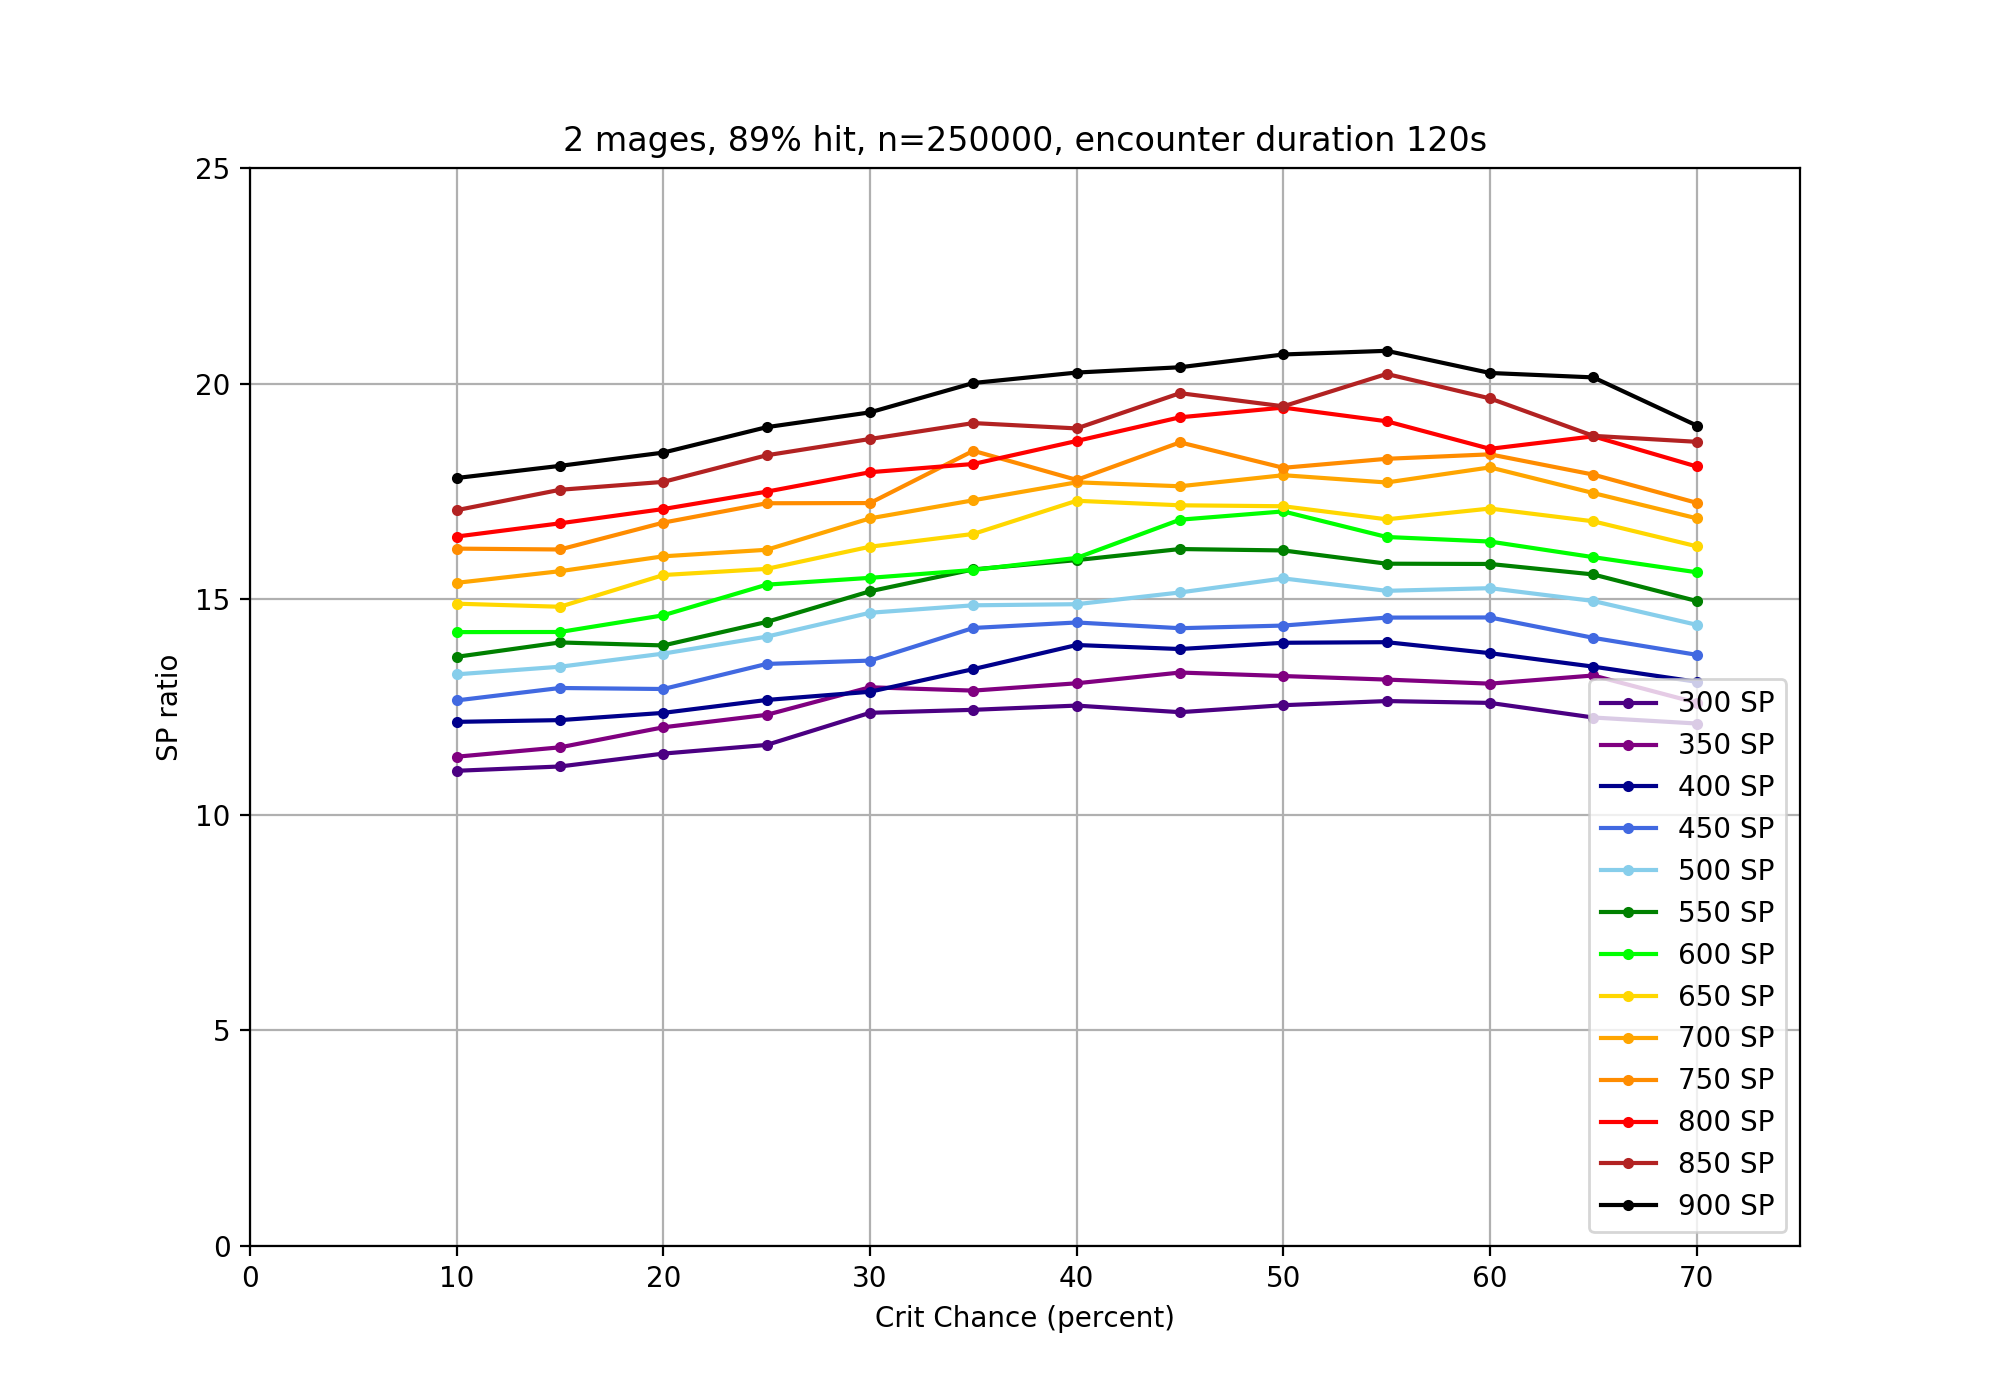 2 mages, 89% hit, n=250000, encounter duration 120s
25
20
15
10
5
0
SP ratio
0 10 20 30 40 50 60 70
Crit Chance (percent)
300 SP
350 SP
400 SP
450 SP
500 SP
550 SP
600 SP
650 SP
700 SP
750 SP
800 SP
850 SP
900 SP